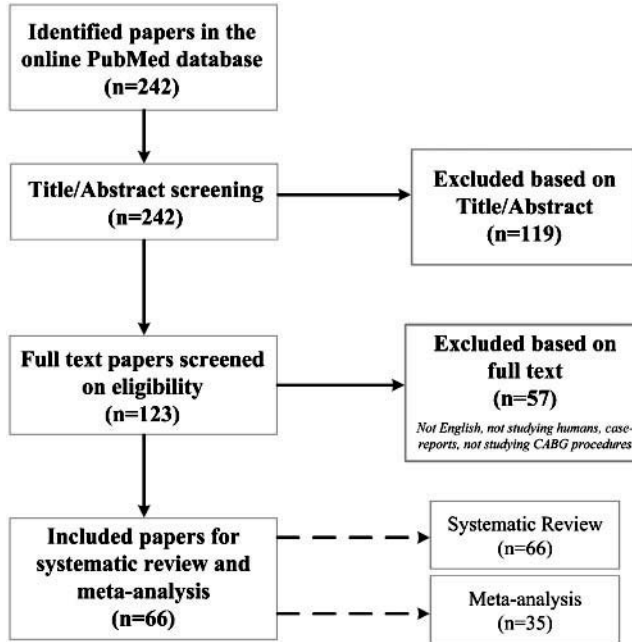 Identified papers in the
online PubMed database
(n=242)
Title/Abstract screening
(n=242)
Excluded based on
Title/Abstract
(n=119)
Full text papers screened
on eligibility
(n=123)
Excluded based on
full text
(n=57)
Not English, not studying humans, case-
reports, not studying CABG procedures
Included papers for
systematic review and
meta-analysis
(n=66)
Systematic Review
(n=66)
Meta-analysis
(n=35)